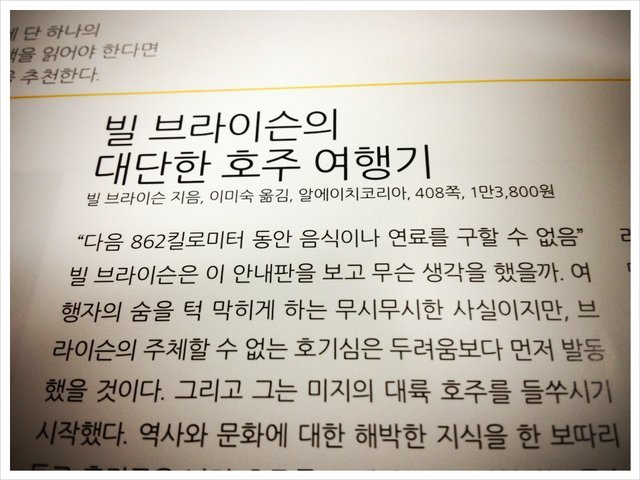 단 하나의
읽어야 한다면
추천한다.
빌 브라이슨의
대단한 호주 여행기
빌 브라이슨 지음, 이미숙 옮김, 알에이치코리아, 408쪽, 1만3,800원
“다음 862킬로미터 동안 음식이나 연료를 구할 수 없음”
빌 브라이슨은 이 안내판을 보고 무슨 생각을 했을까. 여
행자의 숨을 턱 막히게 하는 무시무시한 사실이지만, 브
라이슨의 주체할 수 없는 호기심은 두려움보다 먼저 발동
했을 것이다. 그리고 그는 미지의 대륙 호주를 들쑤시기
시작했다. 역사와 문화에 대한 해박한 지식을 한 보따리